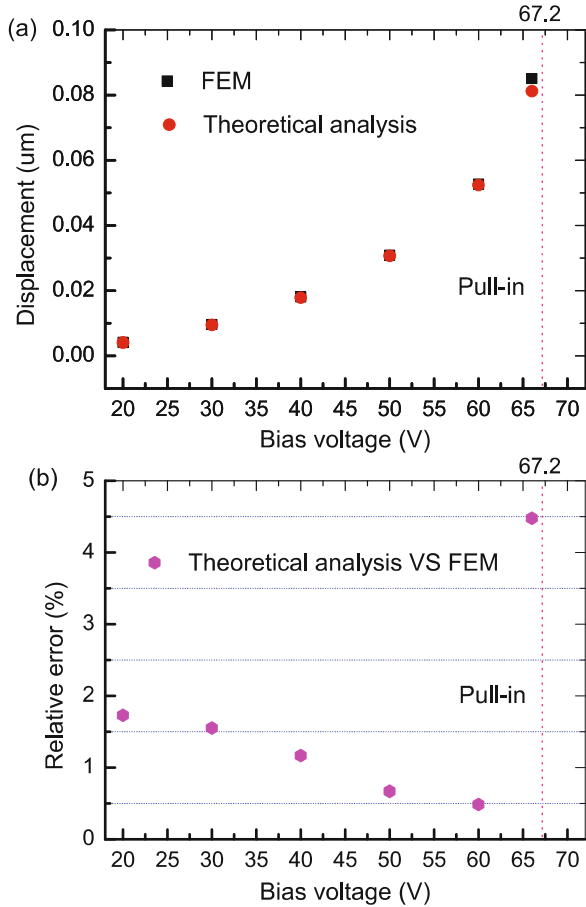 (a)
67.2
0.10
0.08
0.06
0.04
0.02
0.00
Displacement (um)
FEM
Theoretical analysis
Pull-in
20 25 30 35 40 45 50 55 60 65 70
Bias voltage (V)
(b)
67.2
5
4
3
2
1
0
Relative error (%)
Theoretical analysis VS FEM
Pull-in
20 25 30 35 40 45 50 55 60 65 70
Bias voltage (V)